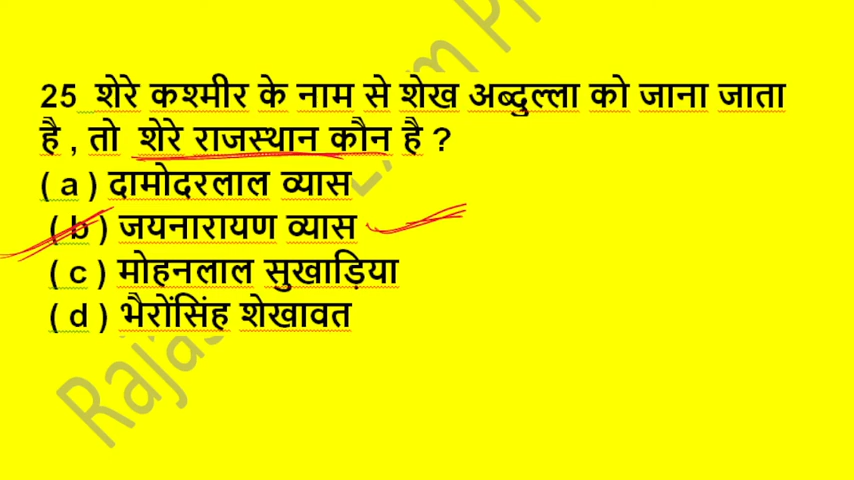 25 शेरे कश्मीर के नाम से शेख अब्दुल्ला को जाना जाता
है , तो शेरे राजस्थान कौन है ?
( a ) दामोदरलाल व्यास
( b ) जयनारायण व्यास
( c ) मोहनलाल सुखाड़िया
( d ) भैरोंसिंह शेखावत